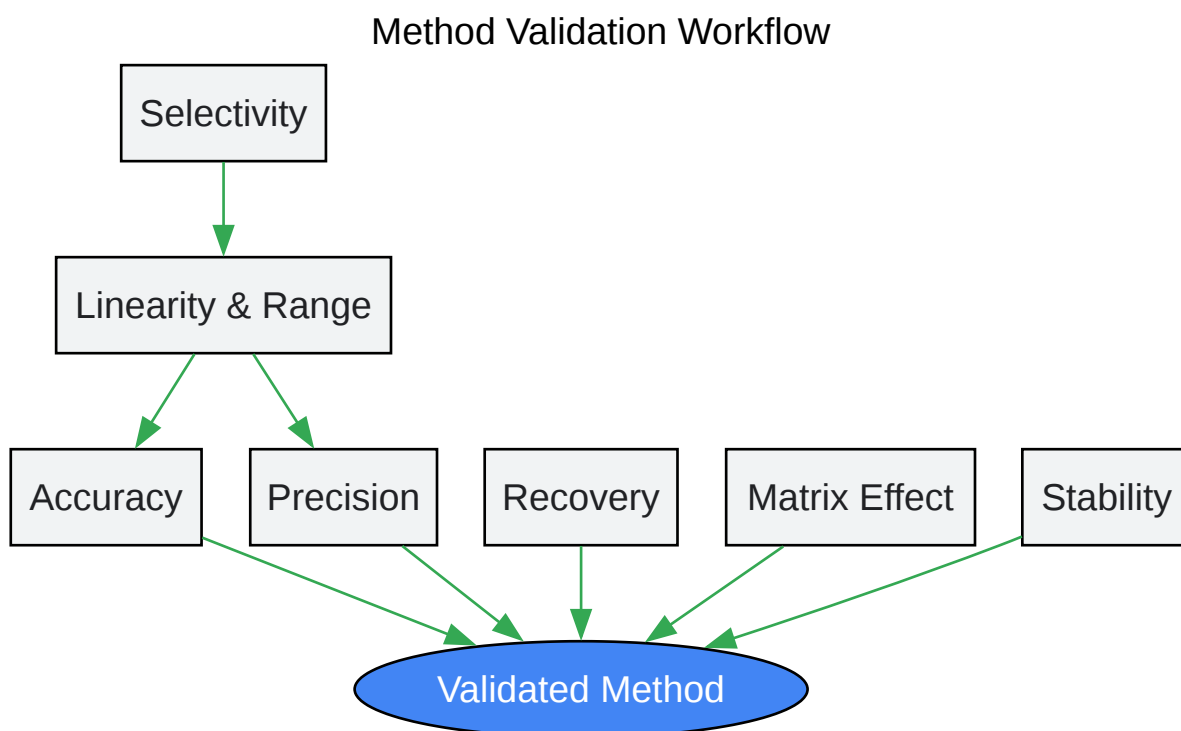 Method Validation Workflow
Selectivity
Linearity & Range
Accuracy
Precision
Recovery
Matrix Effect
Stability
Validated Method